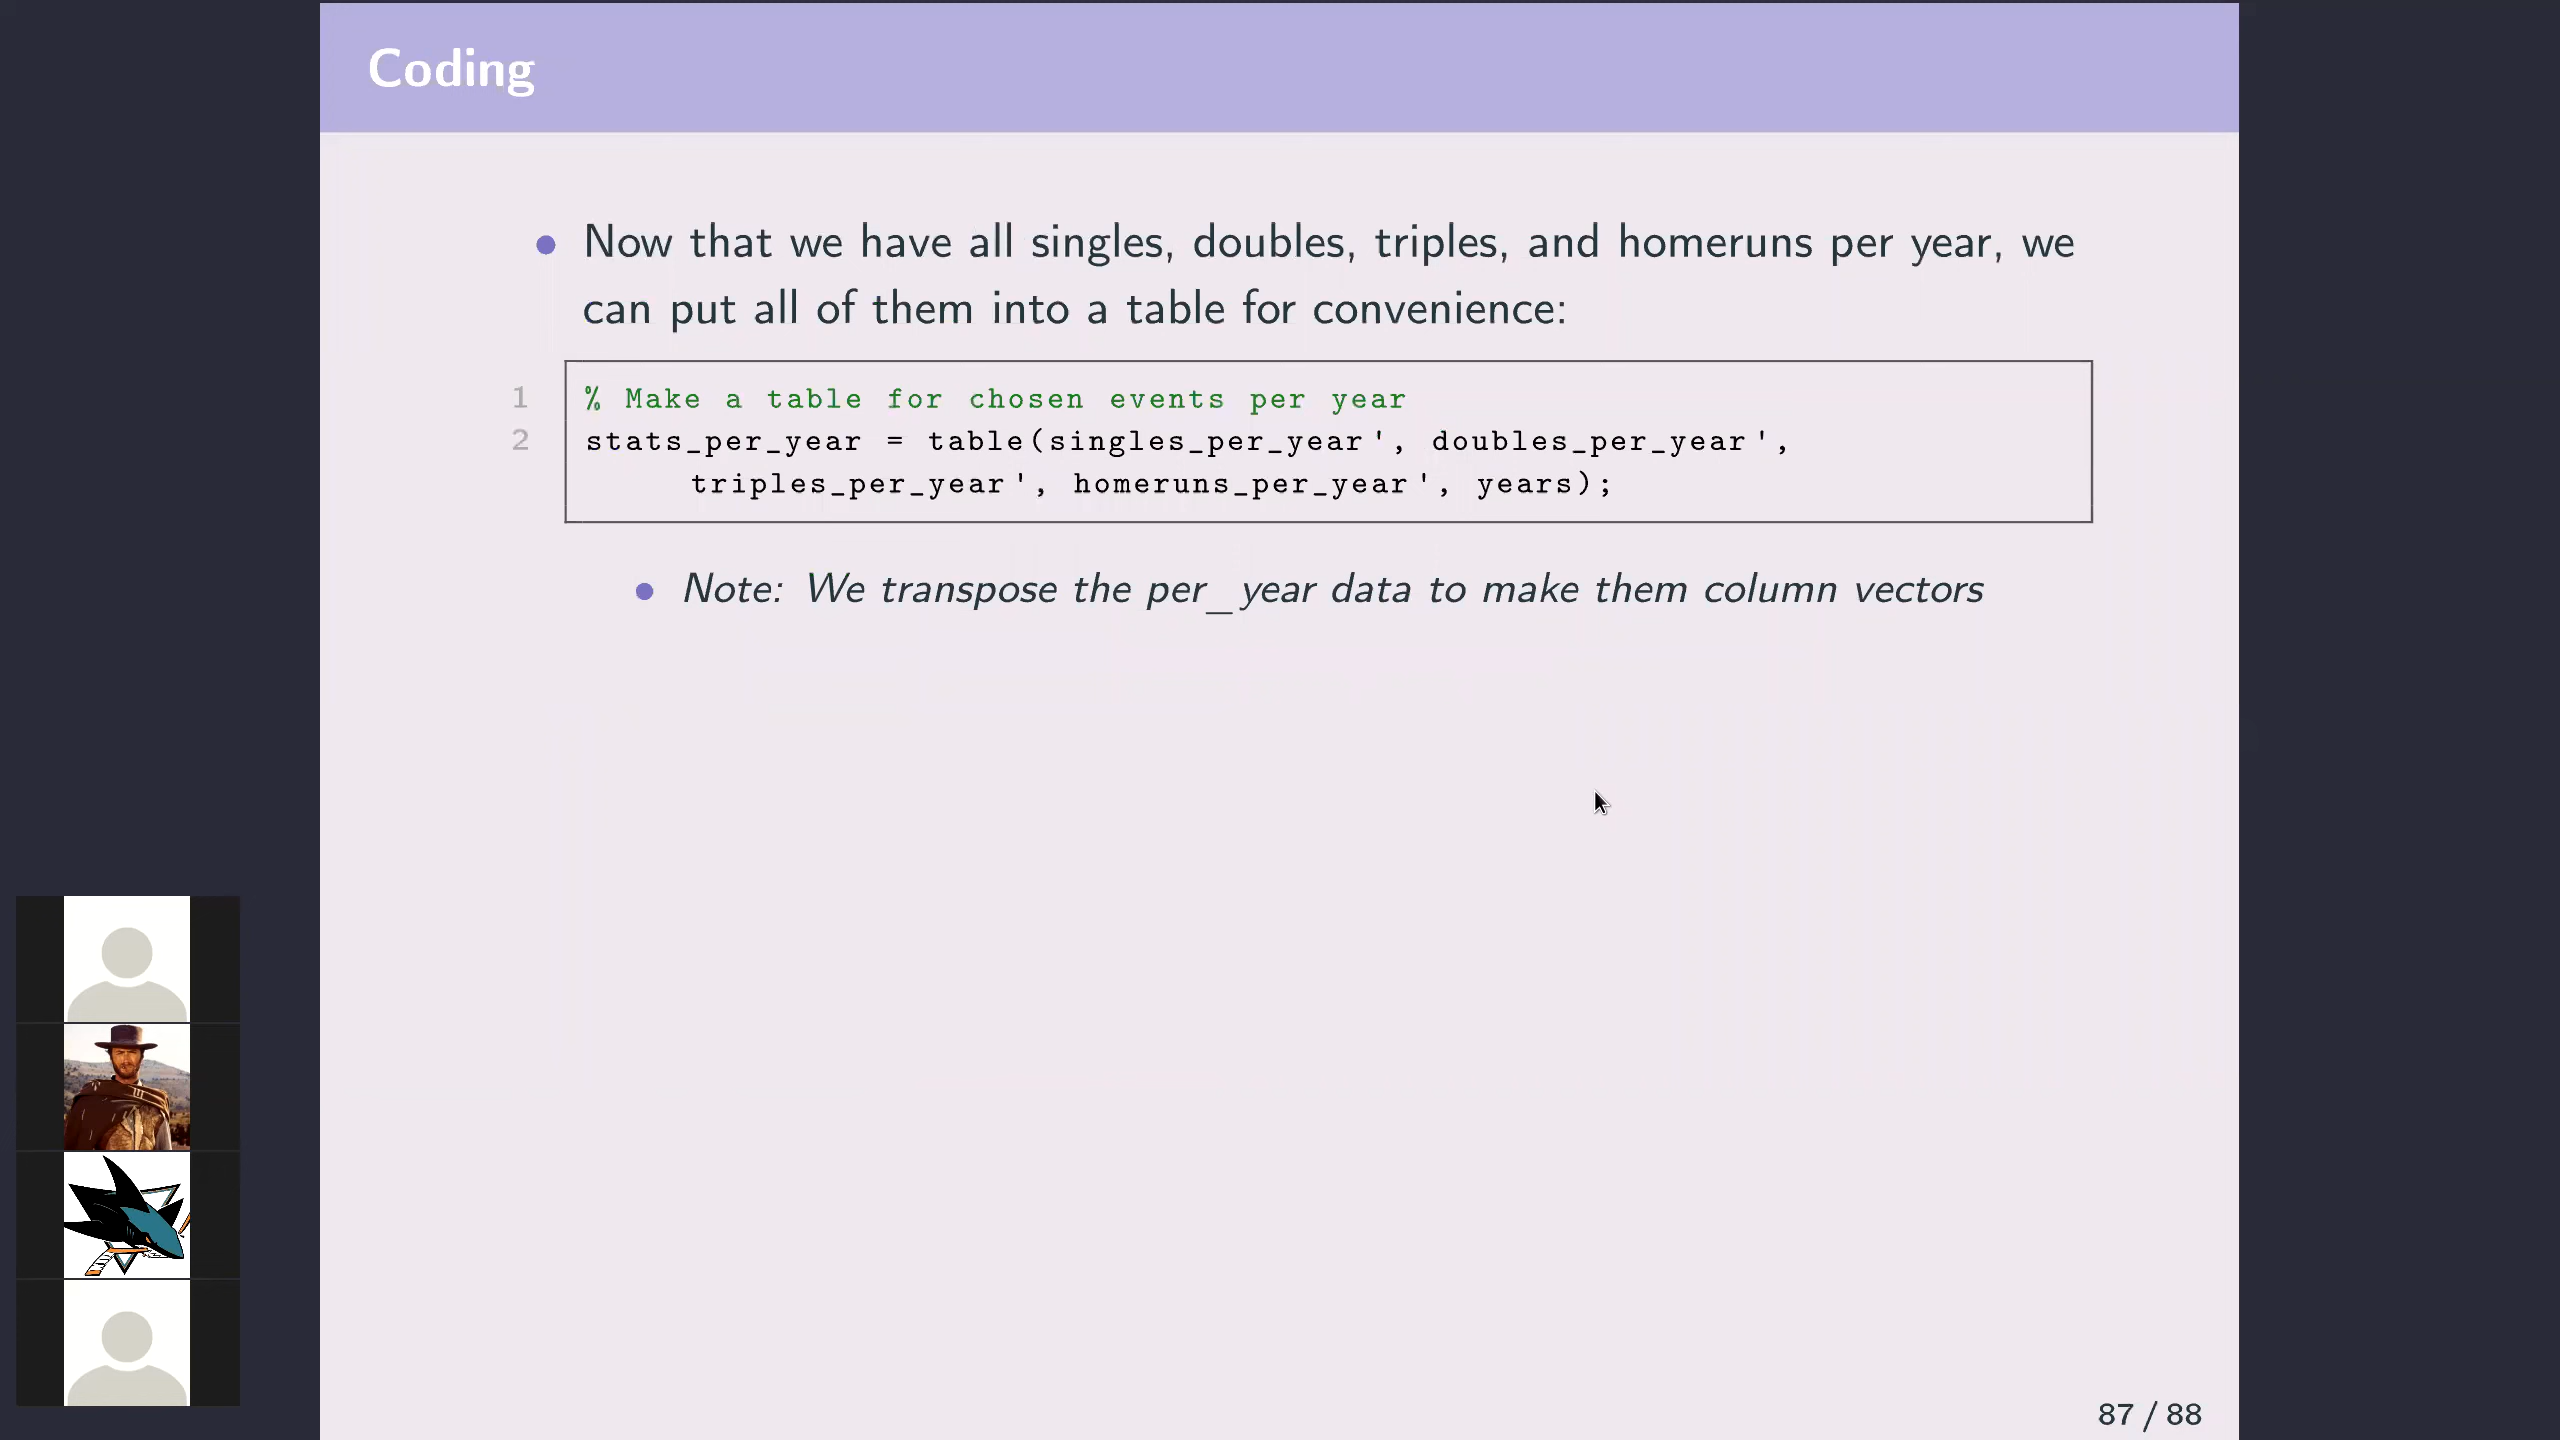 Coding
Now that we have all singles, doubles, triples, and homeruns per year, we
can put all of them into a table for convenience:
1 % Make a table for chosen events per year
2 stats_per_year = table(singles_per_year', doubles_per_year',
triples_per_year', homeruns_per_year', years);
Note: We transpose the per_year data to make them column vectors
87 / 88